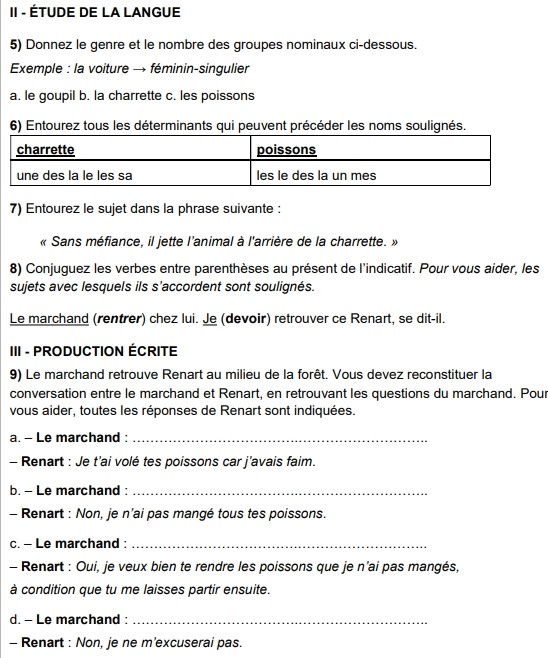 II - ÉTUDE DE LA LANGUE
5) Donnez le genre et le nombre des groupes nominaux ci-dessous.
Exemple : la voiture → féminin-singulier
a. le goupil b. la charrette c. les poissons
6) Entourez tous les déterminants qui peuvent précéder les noms soulignés.
charrette poissons
une des la le les sa les le des la un mes
7) Entourez le sujet dans la phrase suivante :
« Sans méfiance, il jette l'animal à l'arrière de la charrette. »
8) Conjuguez les verbes entre parenthèses au présent de l'indicatif. Pour vous aider, les
sujets avec lesquels ils s'accordent sont soulignés.
Le marchand (rentrer) chez lui. Je (devoir) retrouver ce Renart, se dit-il.
III - PRODUCTION ÉCRITE
9) Le marchand retrouve Renart au milieu de la forêt. Vous devez reconstituer la
conversation entre le marchand et Renart, en retrouvant les questions du marchand. Pour
vous aider, toutes les réponses de Renart sont indiquées.
a. – Le marchand : ……………………………………………………..
– Renart : Je t'ai volé tes poissons car j'avais faim.
b. – Le marchand : ……………………………………………………..
– Renart : Non, je n'ai pas mangé tous tes poissons.
c. – Le marchand : ……………………………………………………..
– Renart : Oui, je veux bien te rendre les poissons que je n'ai pas mangés,
à condition que tu me laisses partir ensuite.
d. – Le marchand : ……………………………………………………..
– Renart : Non, je ne m'excuserai pas.